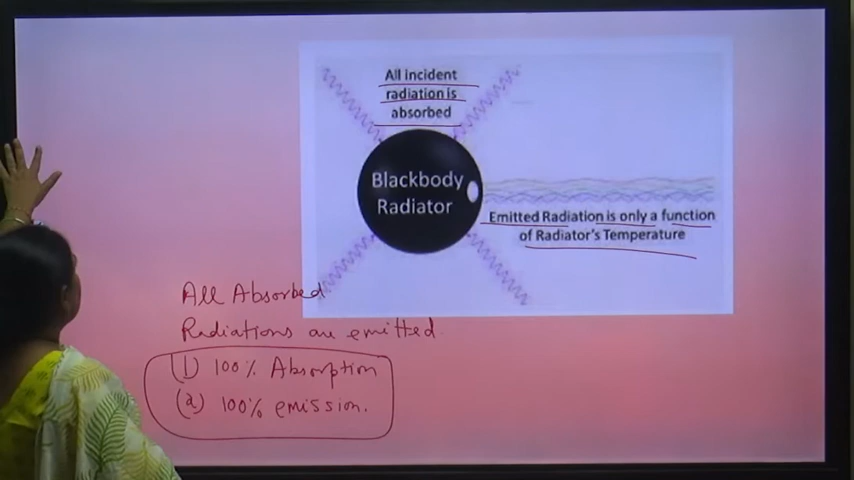 All incident
radiation is
absorbed
Blackbody
Radiator
Emitted Radiation is only a function
of Radiator's Temperature
All Absorbed
Radiations are emitted
(1) 100% Absorption
(2) 100% emission.